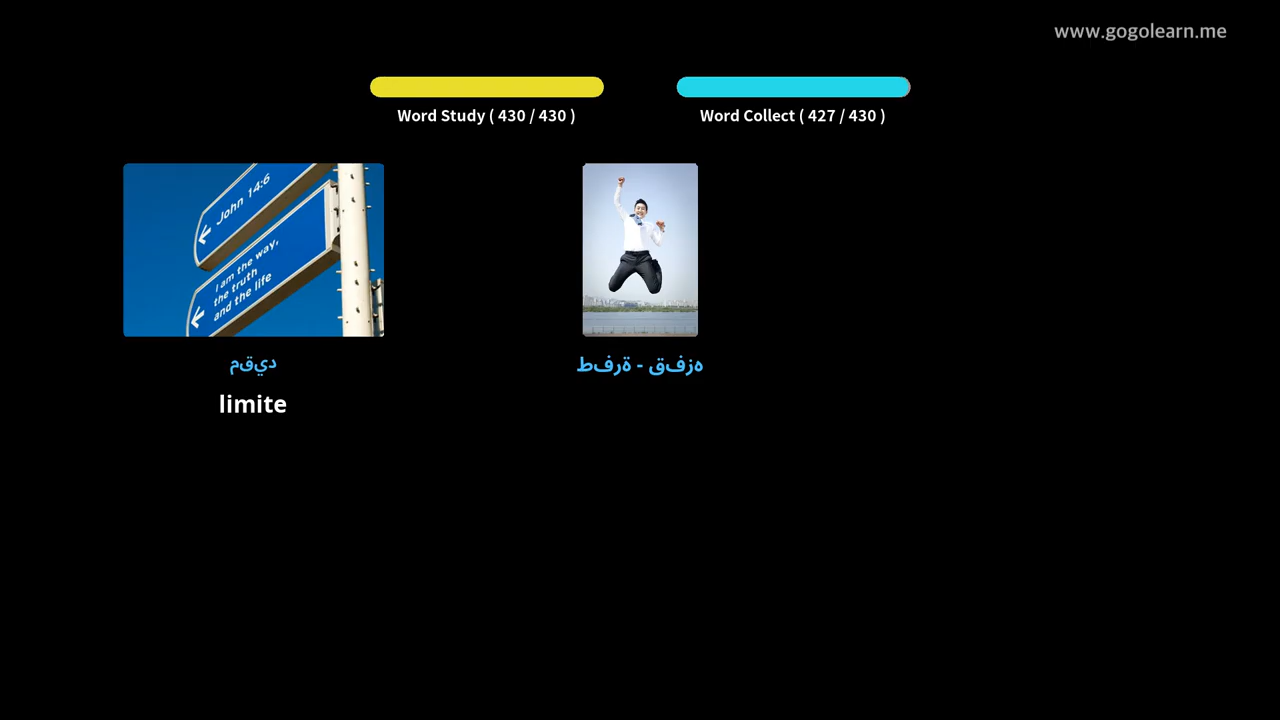 www.gogolearn.me
Word Study ( 430 / 430 )
Word Collect ( 427 / 430 )
John 14:6
I am the way,
the truth
and the life
ديقم
هزفق - ةرفط
limite